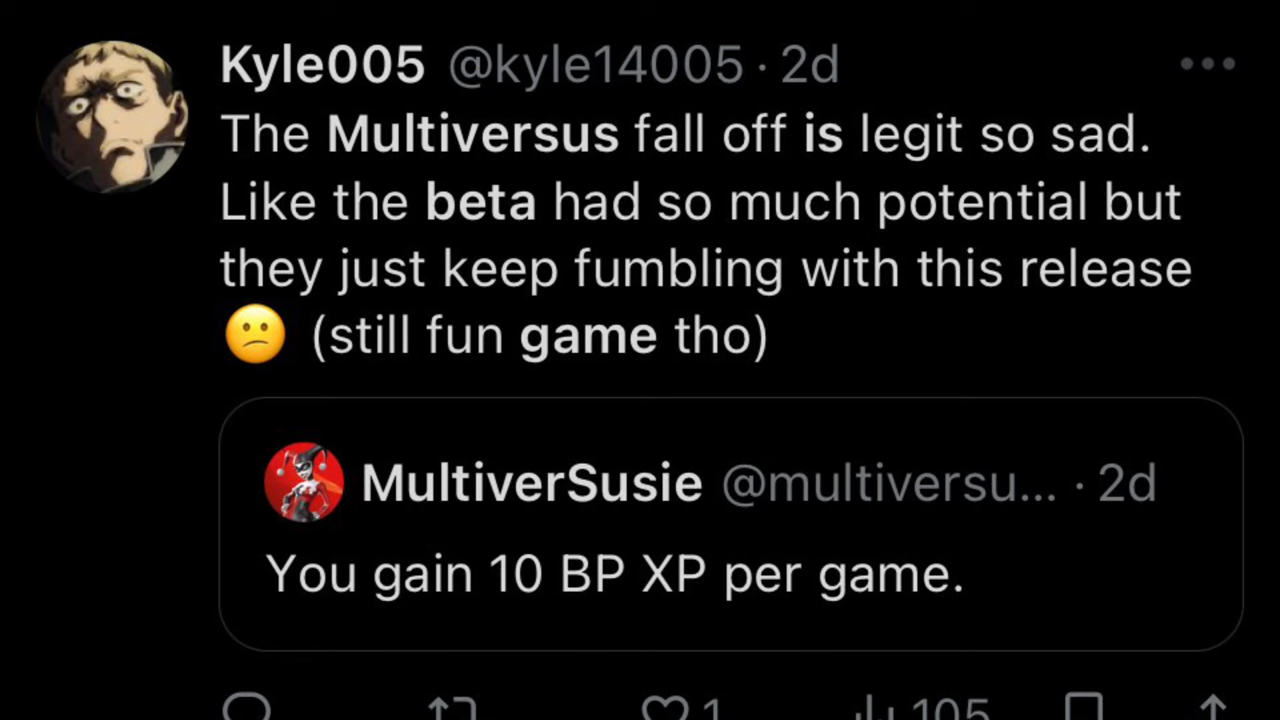 Kyle005 @kyle14005 · 2d
The Multiversus fall off is legit so sad.
Like the beta had so much potential but
they just keep fumbling with this release
😕 (still fun game tho)
MultiverSusie @multiversu... · 2d
You gain 10 BP XP per game.
1 105